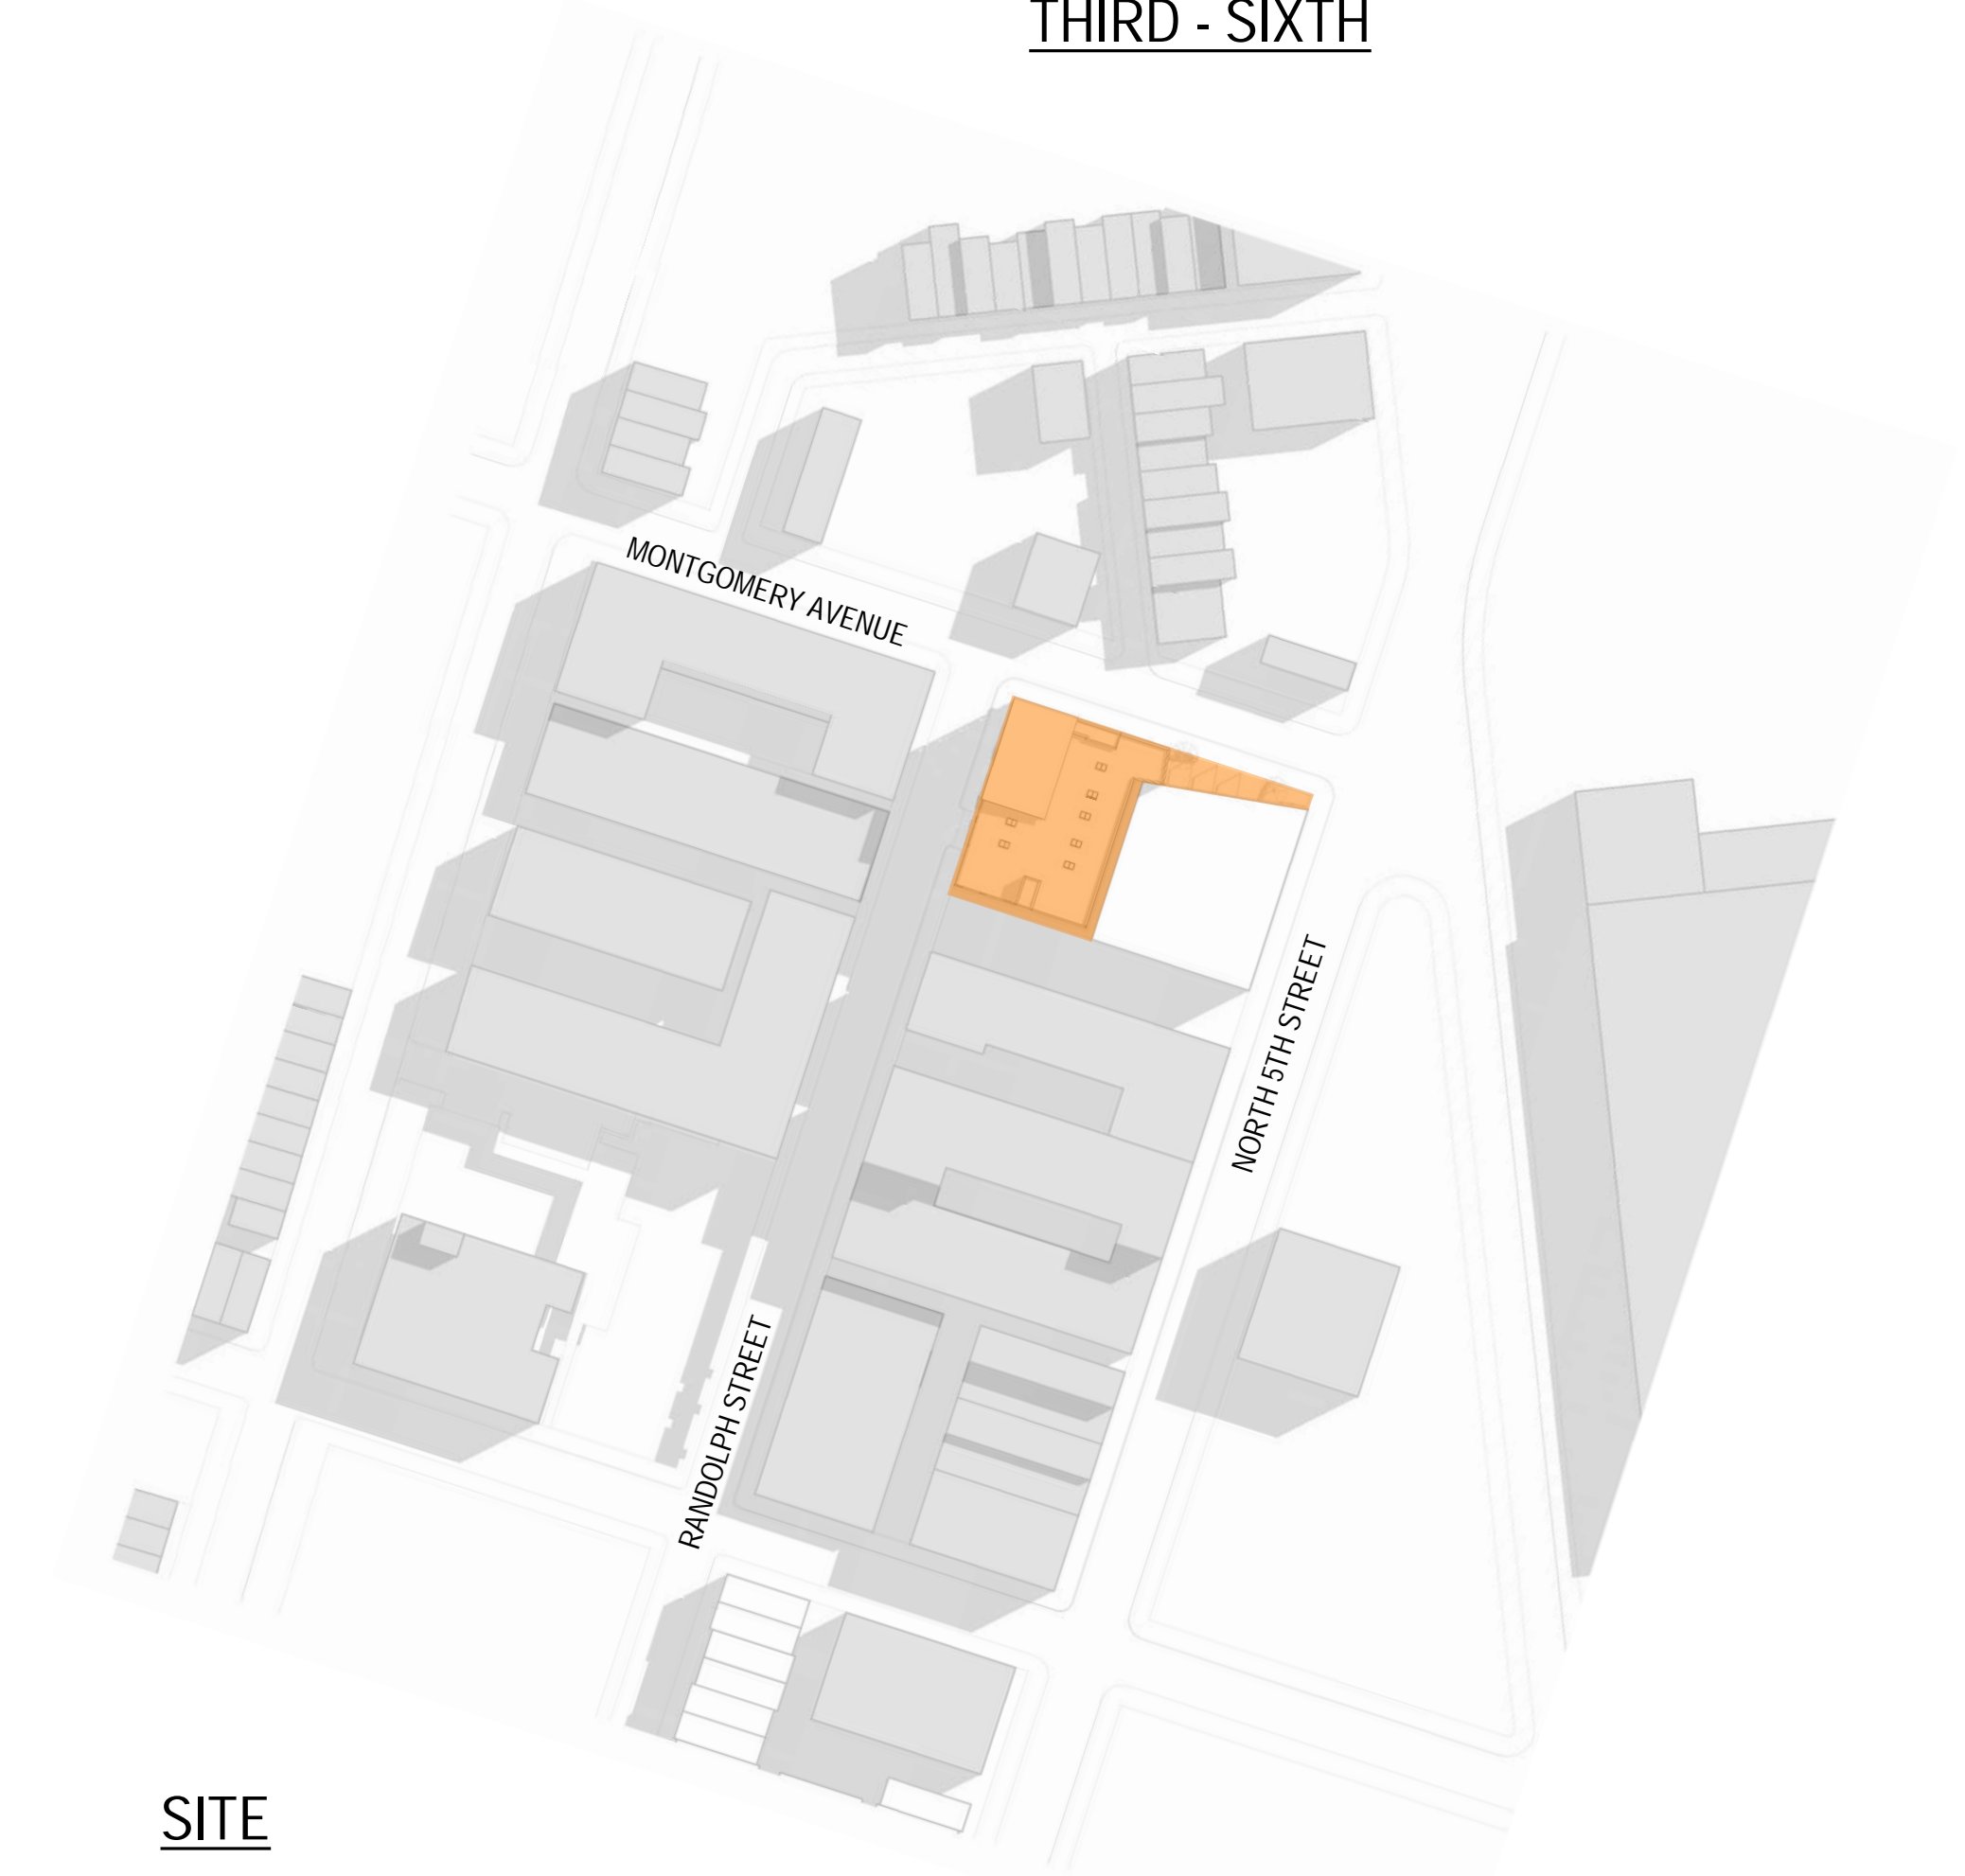 THIRD - SIXTH
MONTGOMERY AVENUE
NORTH 5TH STREET
RANDOLPH STREET
SITE